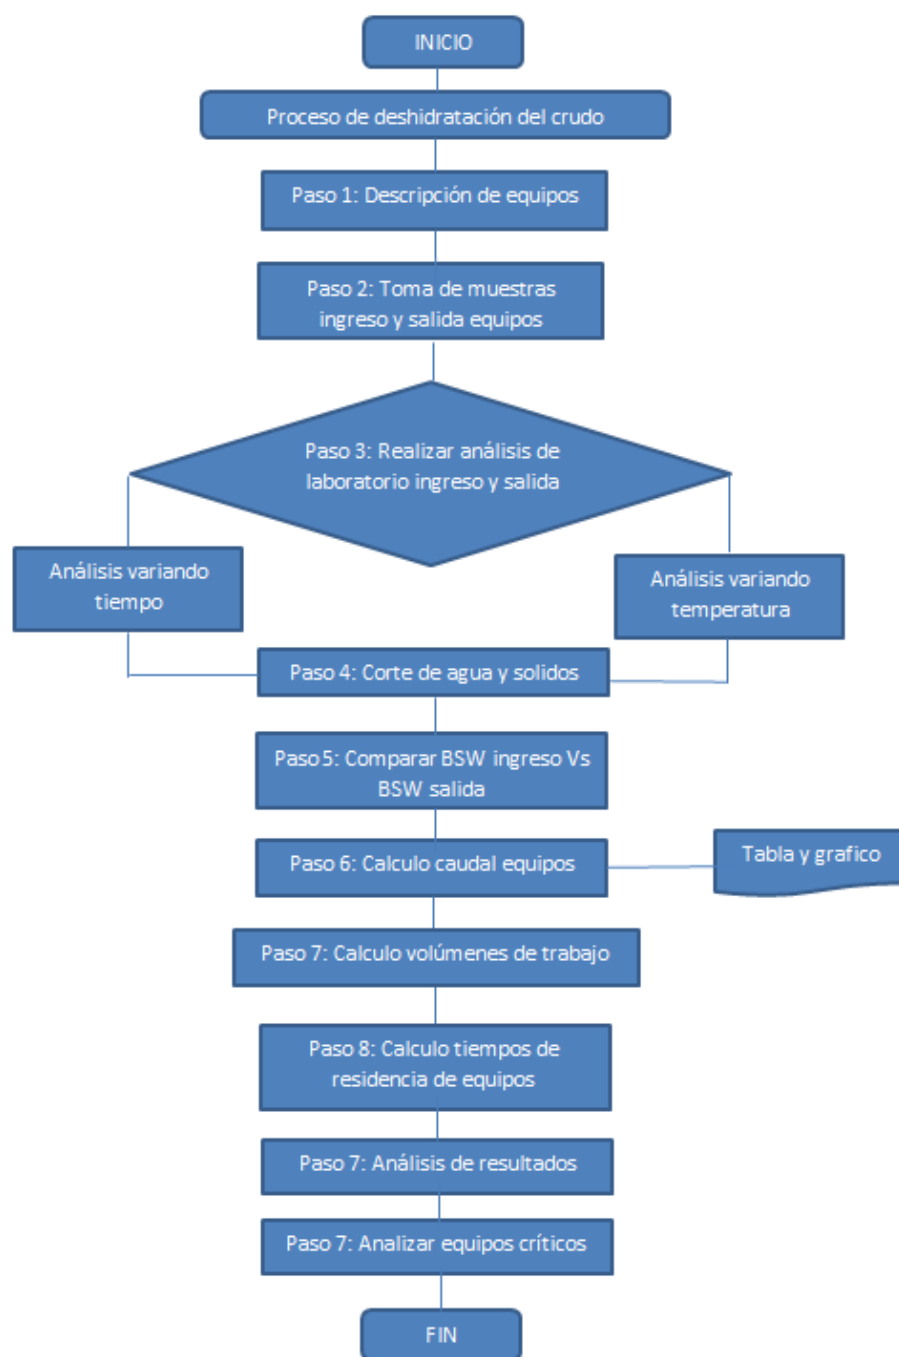 INICIO
Proceso de deshidratación del crudo
Paso 1: Descripción de equipos
Paso 2: Toma de muestras
ingreso y salida equipos
Paso 3: Realizar análisis de
laboratorio ingreso y salida
Análisis variando
tiempo
Análisis variando
temperatura
Paso 4: Corte de agua y solidos
Paso 5: Comparar BSW ingreso Vs
BSW salida
Paso 6: Calculo caudal equipos
Tabla y grafico
Paso 7: Calculo volúmenes de trabajo
Paso 8: Calculo tiempos de
residencia de equipos
Paso 7: Análisis de resultados
Paso 7: Analizar equipos críticos
FIN